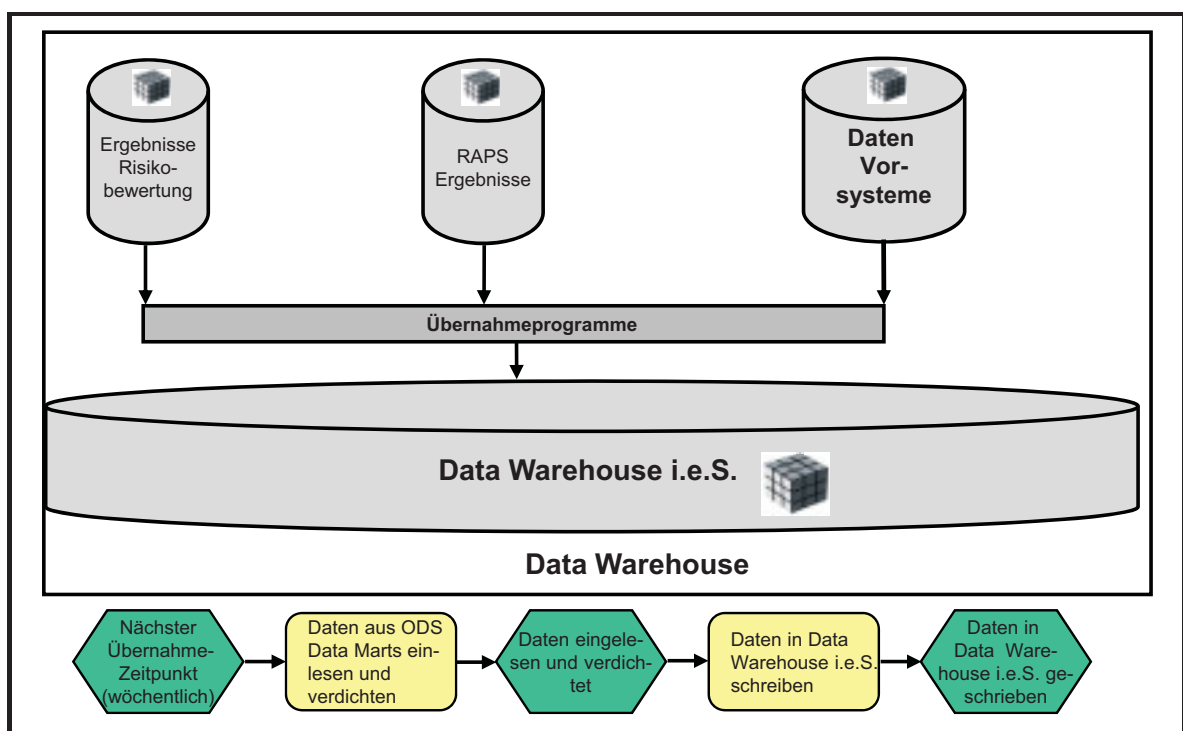 Ergebnisse
Risiko-
bewertung
RAPS
Ergebnisse
Daten
Vor-
systeme
Übernahmeprogramme
Data Warehouse i.e.S.
Data Warehouse
Nächster
Übernahme-
Zeitpunkt
(wöchentlich)
Daten aus ODS
Data Marts ein-
lesen und
verdichten
Daten eingele-
sen und verdich-
tet
Daten in Data
Warehouse i.e.S.
schreiben
Daten in
Data Ware-
house i.e.S. ge-
schrieben